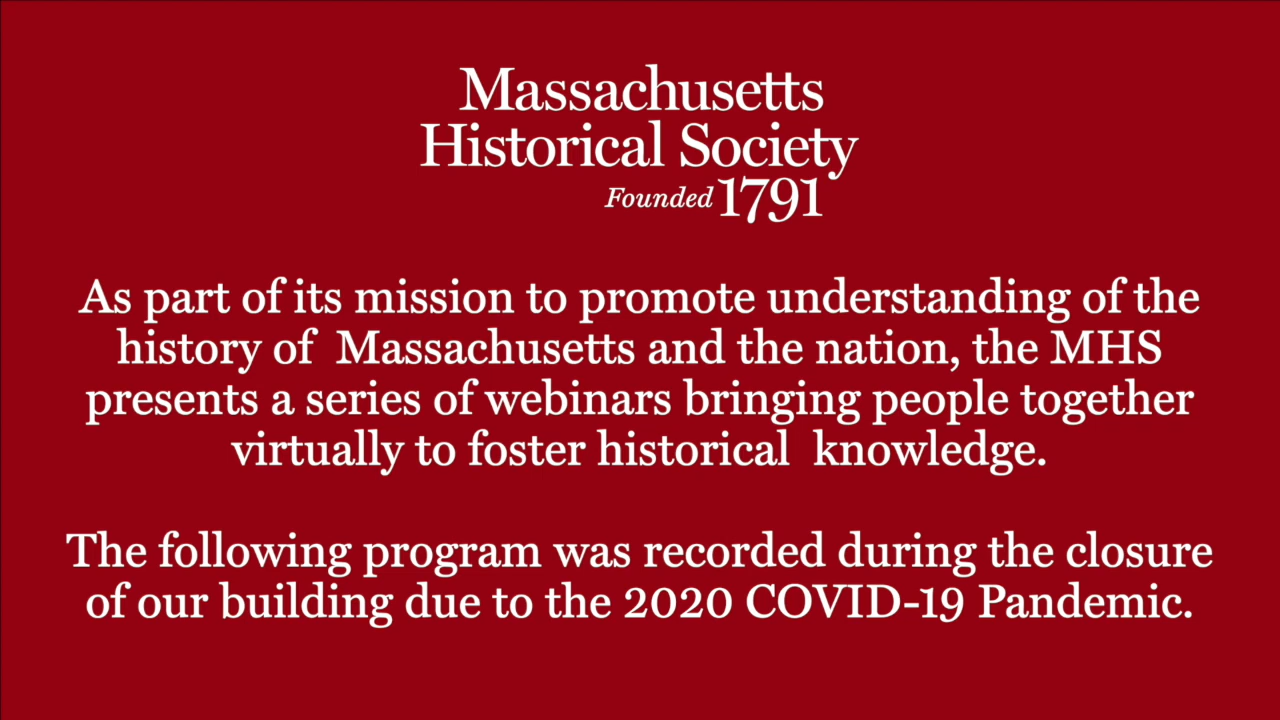 Massachusetts
Historical Society
Founded 1791
As part of its mission to promote understanding of the
history of  Massachusetts and the nation, the MHS
presents a series of webinars bringing people together
virtually to foster historical  knowledge.
The following program was recorded during the closure
of our building due to the 2020 COVID-19 Pandemic.